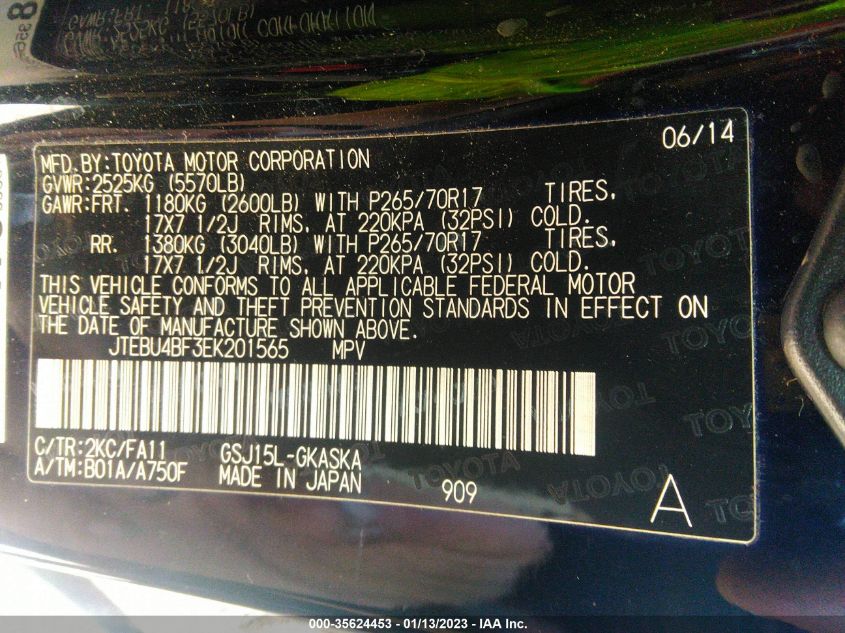 06/14
MFD.BY:TOYOTA MOTOR CORPORATION
GVWR:2525KG (5570LB)
GAWR:FRT. 1180KG (2600LB) WITH P265/70R17 TIRES,
17X7 1/2J RIMS, AT 220KPA (32PSI) COLD.
RR. 1380KG (3040LB) WITH P265/70R17 TIRES,
17X7 1/2J RIMS, AT 220KPA (32PSI) COLD.
THIS VEHICLE CONFORMS TO ALL APPLICABLE FEDERAL MOTOR
VEHICLE SAFETY AND THEFT PREVENTION STANDARDS IN EFFECT ON
THE DATE OF MANUFACTURE SHOWN ABOVE.
JTEBU4BF3EK201565 MPV
C/TR:2KC/FA11 GSJ15L-GKASKA
A/TM:B01A/A750F MADE IN JAPAN 909 A
000-35624453 - 01/13/2023 - IAA Inc.